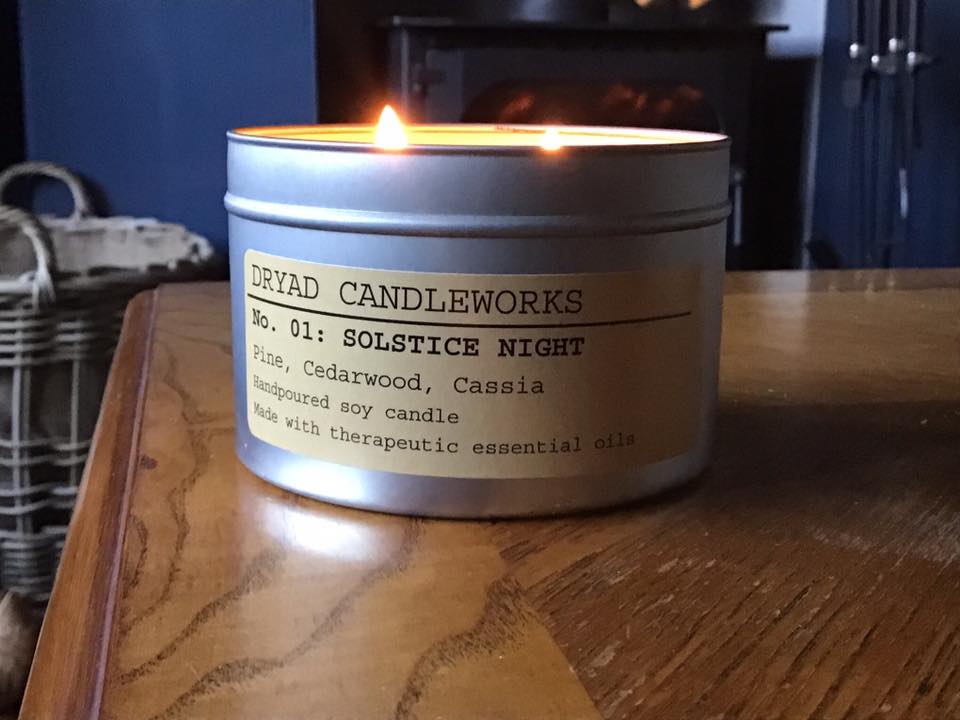 DRYAD CANDLEWORKS
No. 01: SOLSTICE NIGHT
Pine, Cedarwood, Cassia
Handpoured soy candle
Made with therapeutic essential oils